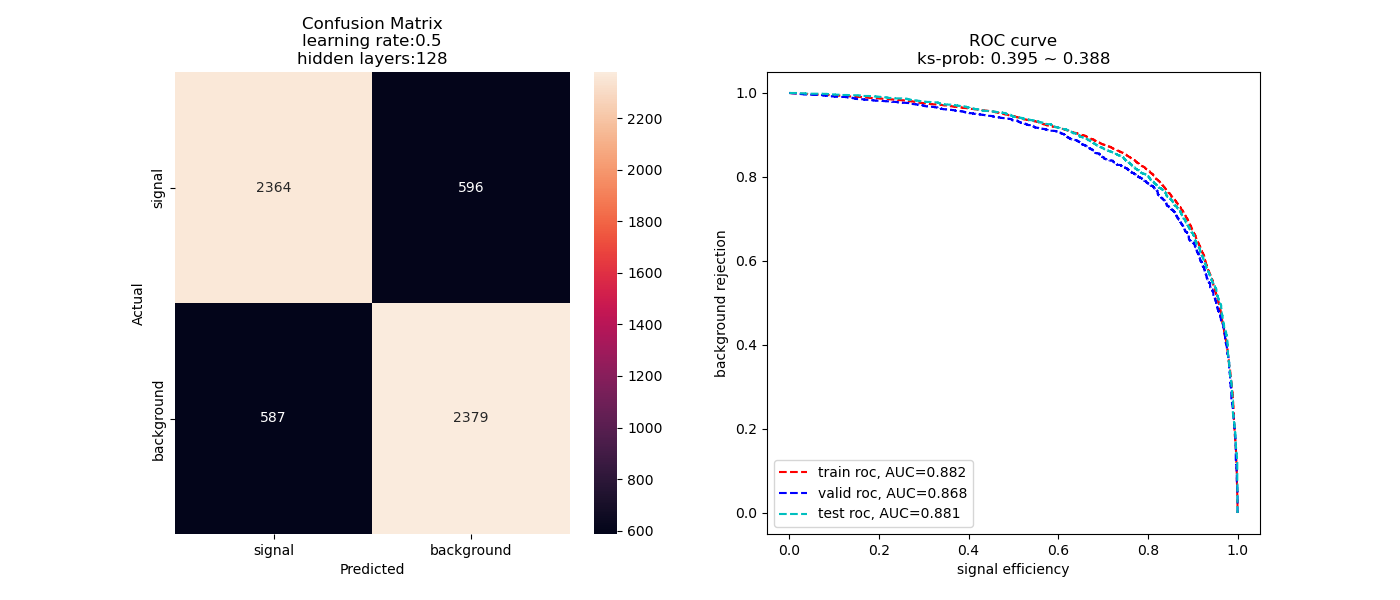 Confusion Matrix
learning rate:0.5
hidden layers:128
signal
background
Actual
2364
596
587
2379
signal
background
Predicted
2200
2000
1800
1600
1400
1200
1000
800
600
ROC curve
ks-prob: 0.395 ~ 0.388
background rejection
1.0
0.8
0.6
0.4
0.2
0.0
train roc, AUC=0.882
valid roc, AUC=0.868
test roc, AUC=0.881
0.0
0.2
0.4
0.6
0.8
1.0
signal efficiency